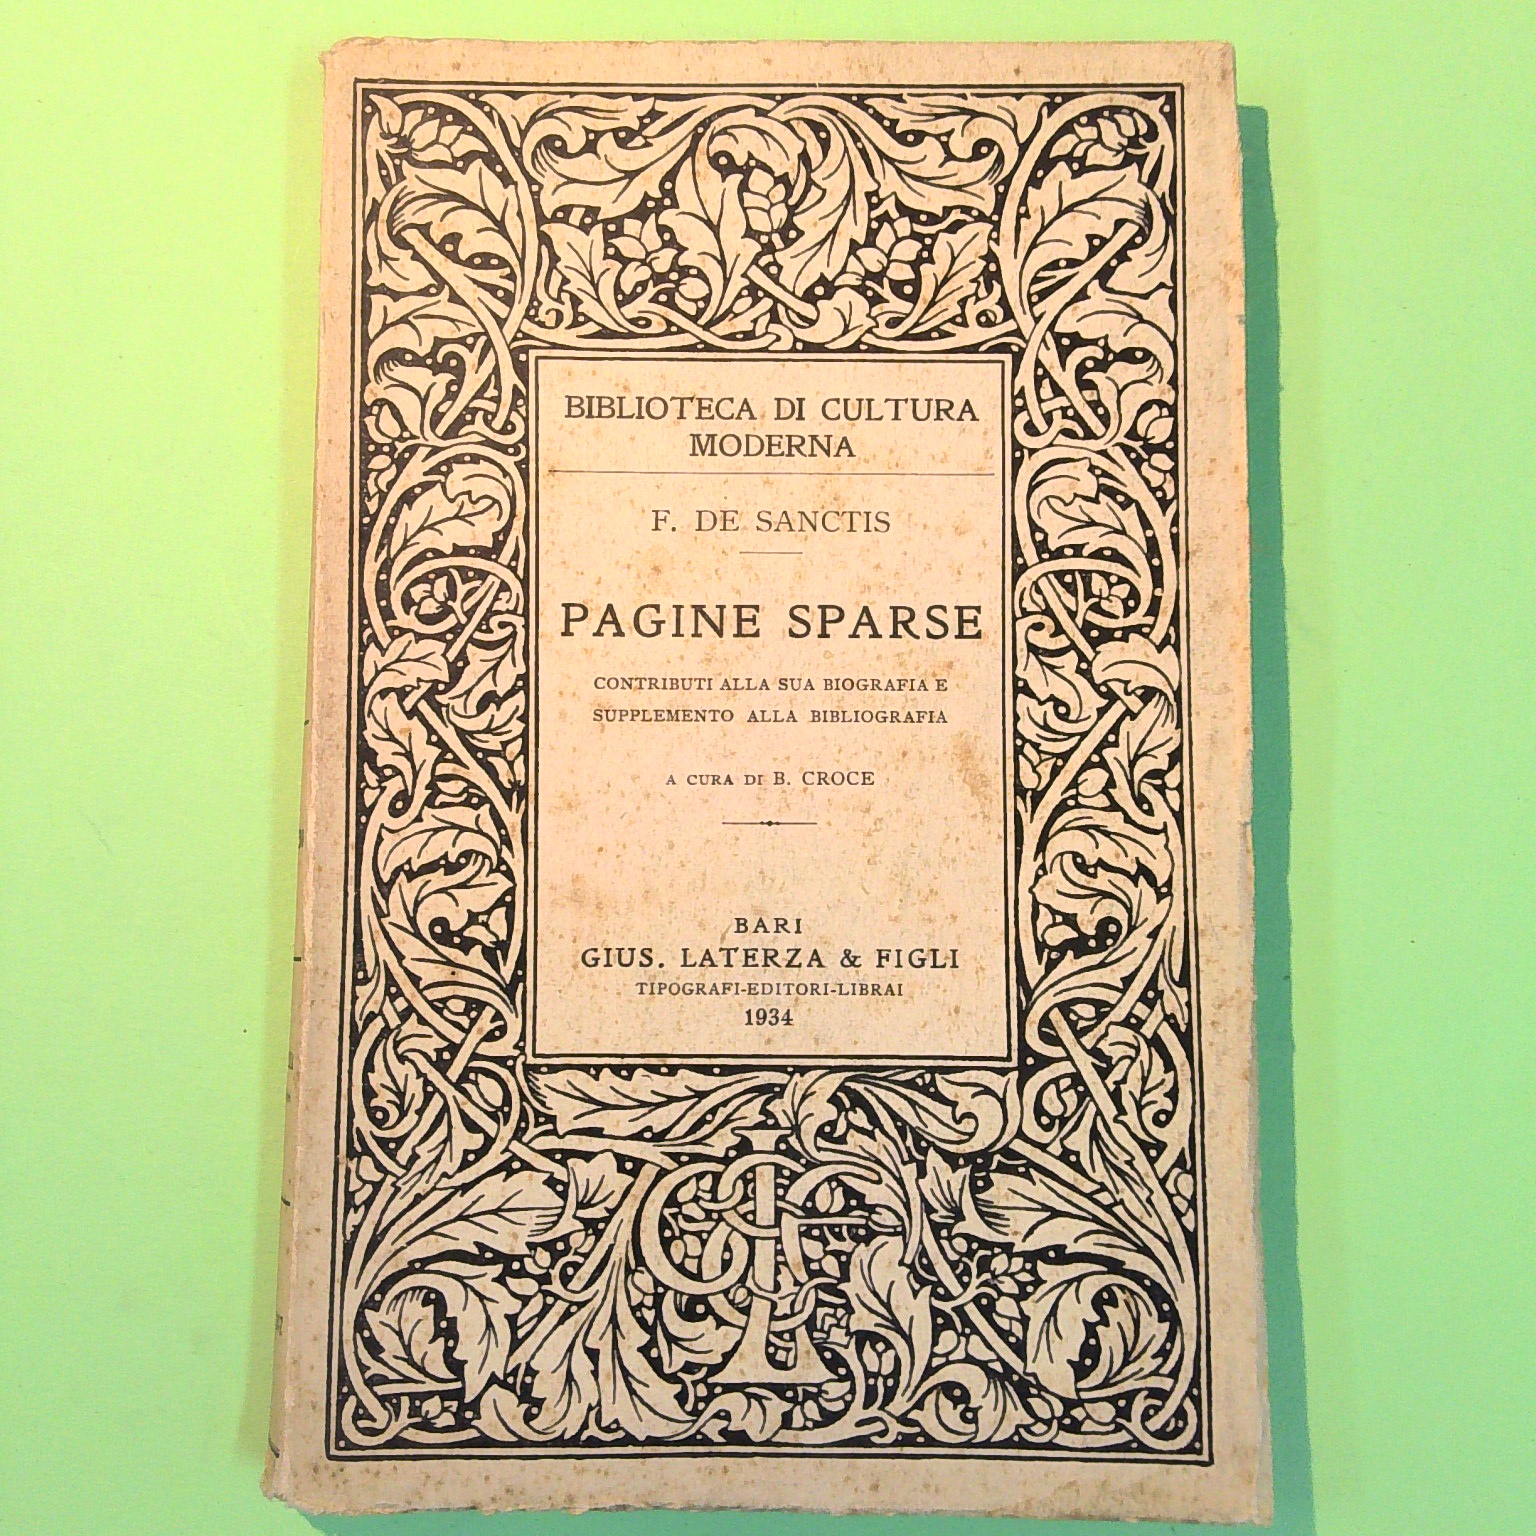 BIBLIOTECA DI CULTURA
MODERNA
F. DE SANCTIS
PAGINE SPARSE
CONTRIBUTI ALLA SUA BIOGRAFIA E
SUPPLEMENTO ALLA BIBLIOGRAFIA
A CURA DI B. CROCE
BARI
GIUS. LATERZA & FIGLI
TIPOGRAFI-EDITORI-LIBRAI
1934